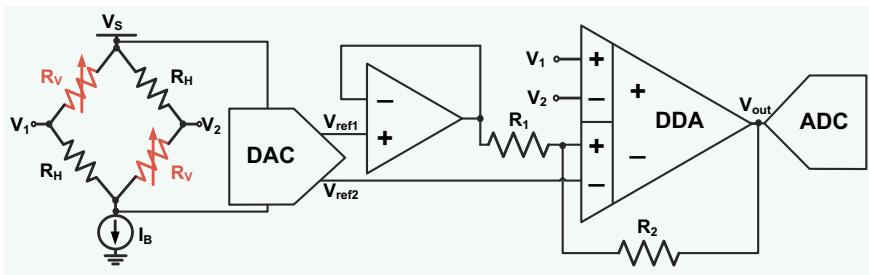 V_S
R_V
R_H
V_1
V_2
R_H
R_V
I_B
DAC
V_ref1
V_ref2
−
+
R_1
V_1
V_2
+
−
+
−
+
−
DDA
R_2
V_out
ADC